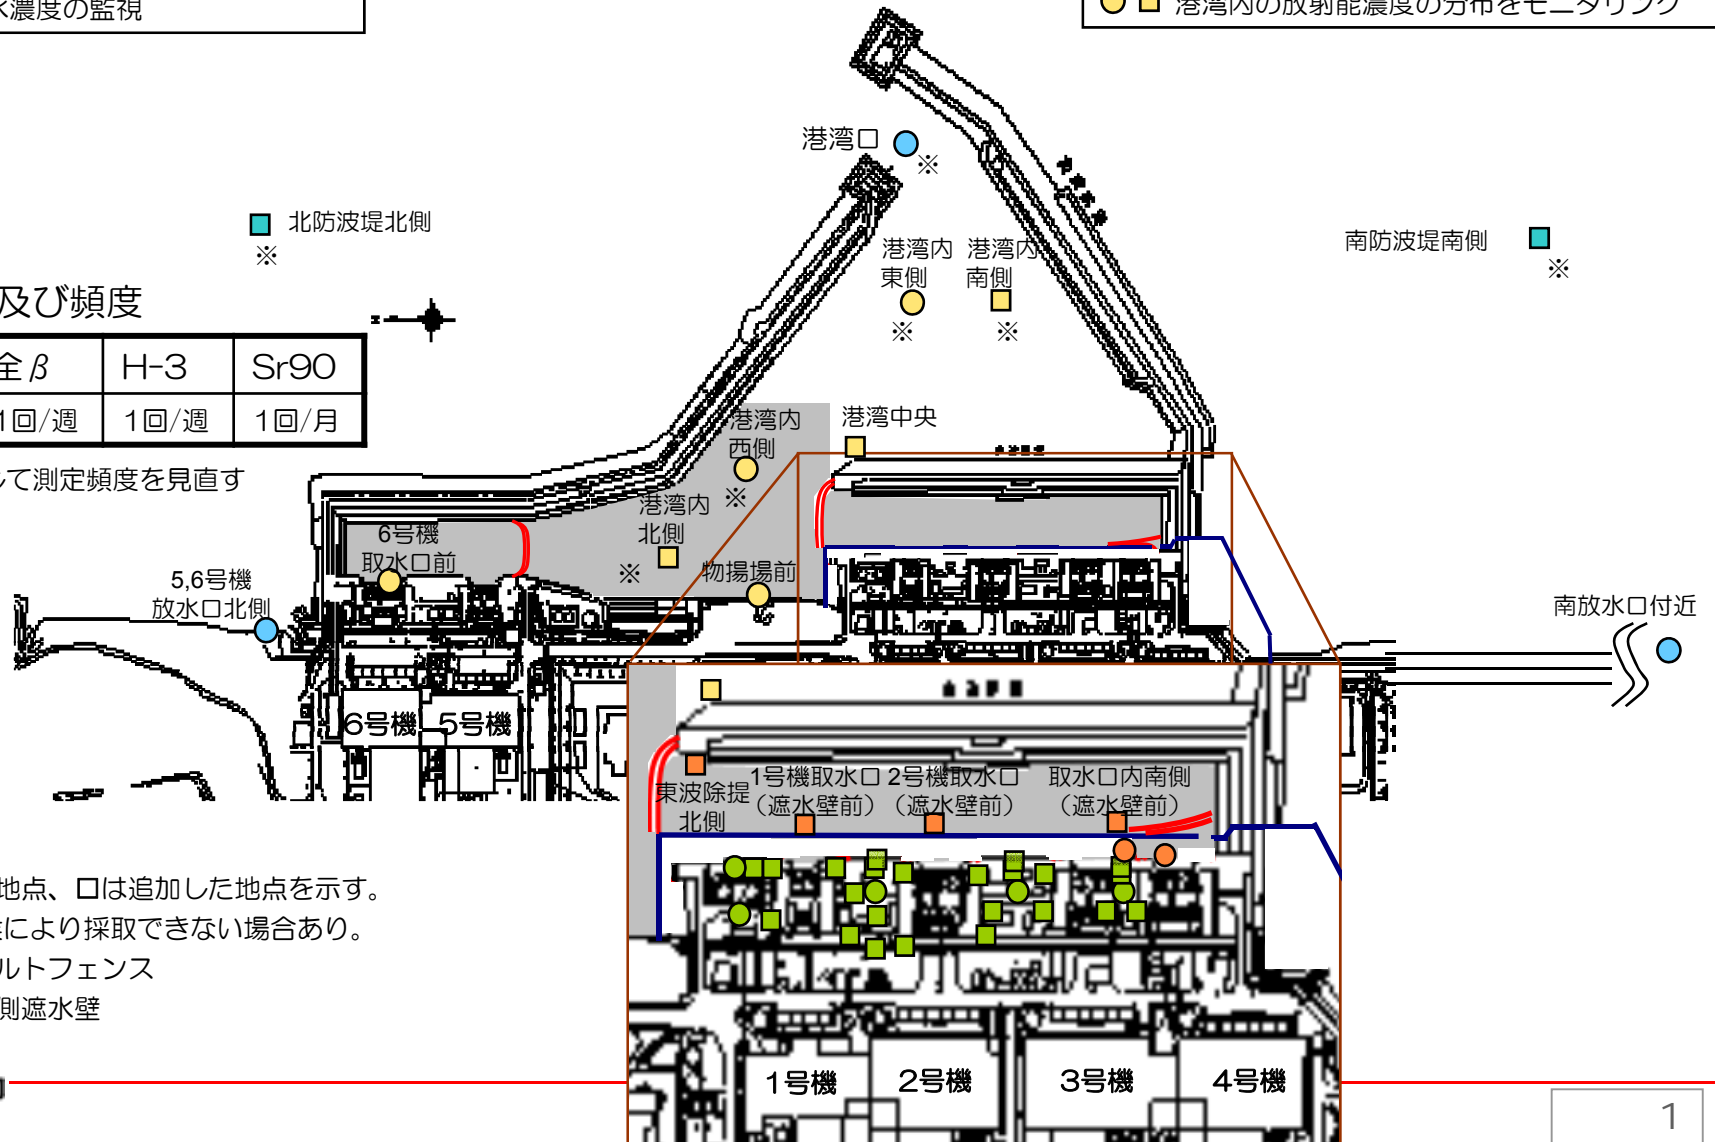 水濃度の監視
港湾内の放射能濃度の分布をモニタリング
港湾口
※
北防波堤北側
※
南防波堤南側
※
港湾内
東側
※
港湾内
南側
※
及び頻度
全β H-3 Sr90
1回/週 1回/週 1回/月
して測定頻度を見直す
港湾内
西側
※
港湾中央
港湾内
北側
※
6号機
取水口前
物揚場前
5,6号機
放水口北側
南放水口付近
6号機 5号機
東波除堤
北側
1号機取水口
（遮水壁前）
2号機取水口
（遮水壁前）
取水口内南側
（遮水壁前）
地点、□は追加した地点を示す。
により採取できない場合あり。
ルトフェンス
側遮水壁
1号機 2号機 3号機 4号機
1